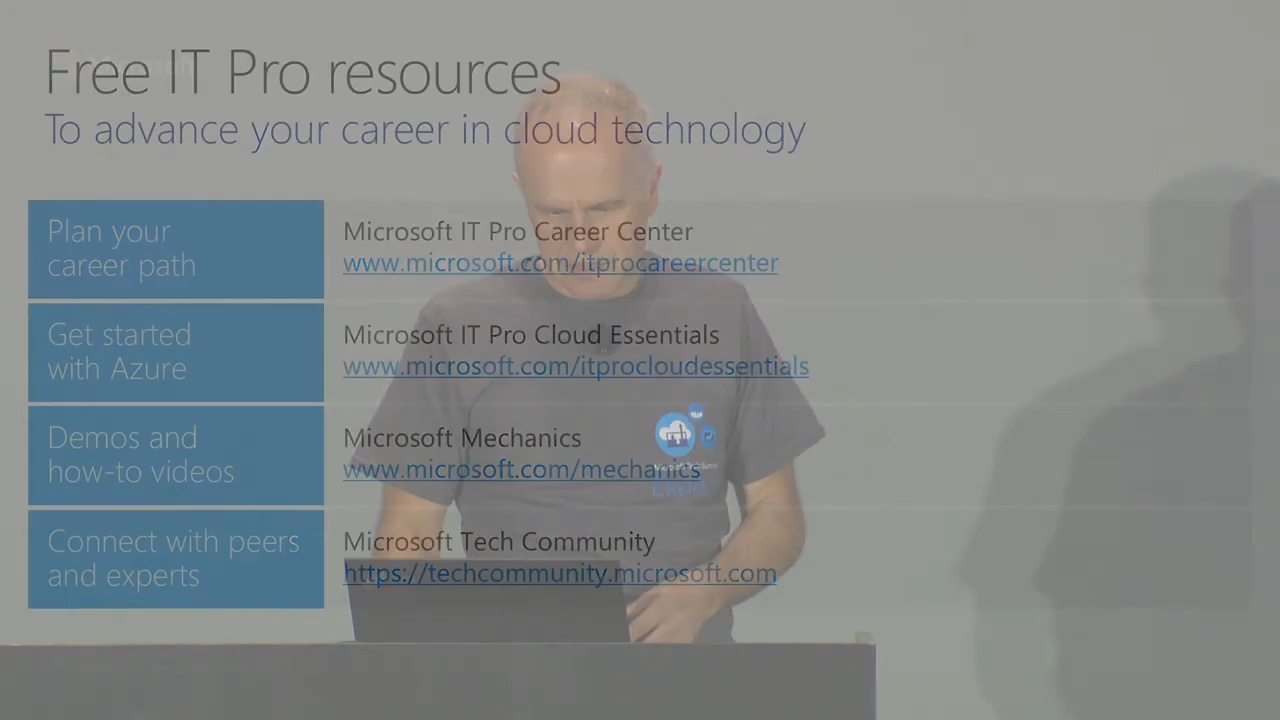 Free IT Pro resources
To advance your career in cloud technology
Plan your
career path
Microsoft IT Pro Career Center
www.microsoft.com/itprocareercenter
Get started
with Azure
Microsoft IT Pro Cloud Essentials
www.microsoft.com/itprocloudessentials
Demos and
how-to videos
Microsoft Mechanics
www.microsoft.com/mechanics
Connect with peers
and experts
Microsoft Tech Community
https://techcommunity.microsoft.com